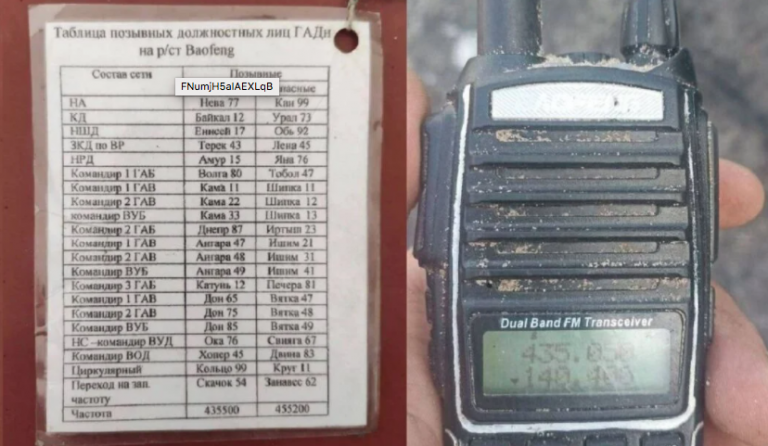 Таблица позывных должностных лиц ГАДн
на р/ст Baofeng
Состав сети Позывные
FNumjH5aIAEXLqB
НА Нева 77 Кан 99
КД Байкал 12 Урал 73
НШД Енисей 17 Обь 92
ЗКД по ВР Терек 43 Лена 45
НРД Амур 15 Яна 76
Командир 1 ГАБ Волга 80 Тобол 47
Командир 1 ГАВ Кама 11 Шипка 11
Командир 2 ГАВ Кама 22 Шипка 12
командир ВУБ Кама 33 Шипка 13
Командир 2 ГАБ Днепр 87 Иртыш 23
Командир 1 ГАВ Ангара 47 Ишим 21
Командир 2 ГАВ Ангара 48 Ишим 31
Командир ВУБ Ангара 49 Ишим 41
Командир 3 ГАБ Катунь 12 Печера 81
Командир 1 ГАВ Дон 65 Вятка 47
Командир 2 ГАВ Дон 75 Вятка 48
Командир ВУБ Дон 85 Вятка 49
НС –командир ВУД Ока 76 Свияга 67
Командир ВОД Хопер 45 Двина 83
Циркулярный Кольцо 99 Круг 11
Переход на зап. Скачок 54 Занавес 62
частоту
Частота 435500 455200
Dual Band FM Transceiver
435.050